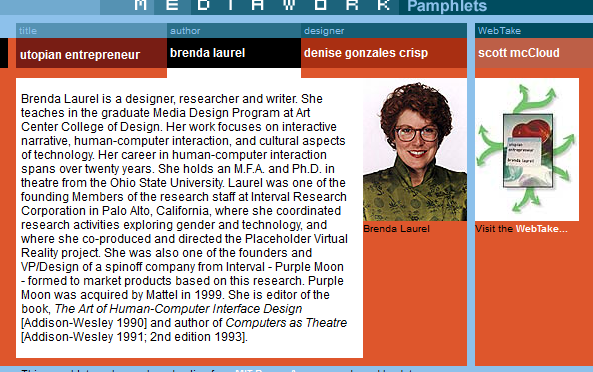 MEDIAWORK Pamphlets
title author designer WebTake
utopian entrepreneur brenda laurel denise gonzales crisp scott mcCloud
Brenda Laurel is a designer, researcher and writer. She
teaches in the graduate Media Design Program at Art
Center College of Design. Her work focuses on interactive
narrative, human-computer interaction, and cultural aspects
of technology. Her career in human-computer interaction
spans over twenty years. She holds an M.F.A. and Ph.D. in
theatre from the Ohio State University. Laurel was one of the
founding Members of the research staff at Interval Research
Corporation in Palo Alto, California, where she coordinated
research activities exploring gender and technology, and
where she co-produced and directed the Placeholder Virtual
Reality project. She was also one of the founders and
VP/Design of a spinoff company from Interval - Purple Moon
- formed to market products based on this research. Purple
Moon was acquired by Mattel in 1999. She is editor of the
book, The Art of Human-Computer Interface Design
[Addison-Wesley 1990] and author of Computers as Theatre
[Addison-Wesley 1991; 2nd edition 1993].
Brenda Laurel
utopian
entrepreneur
brenda laurel
Visit the WebTake...